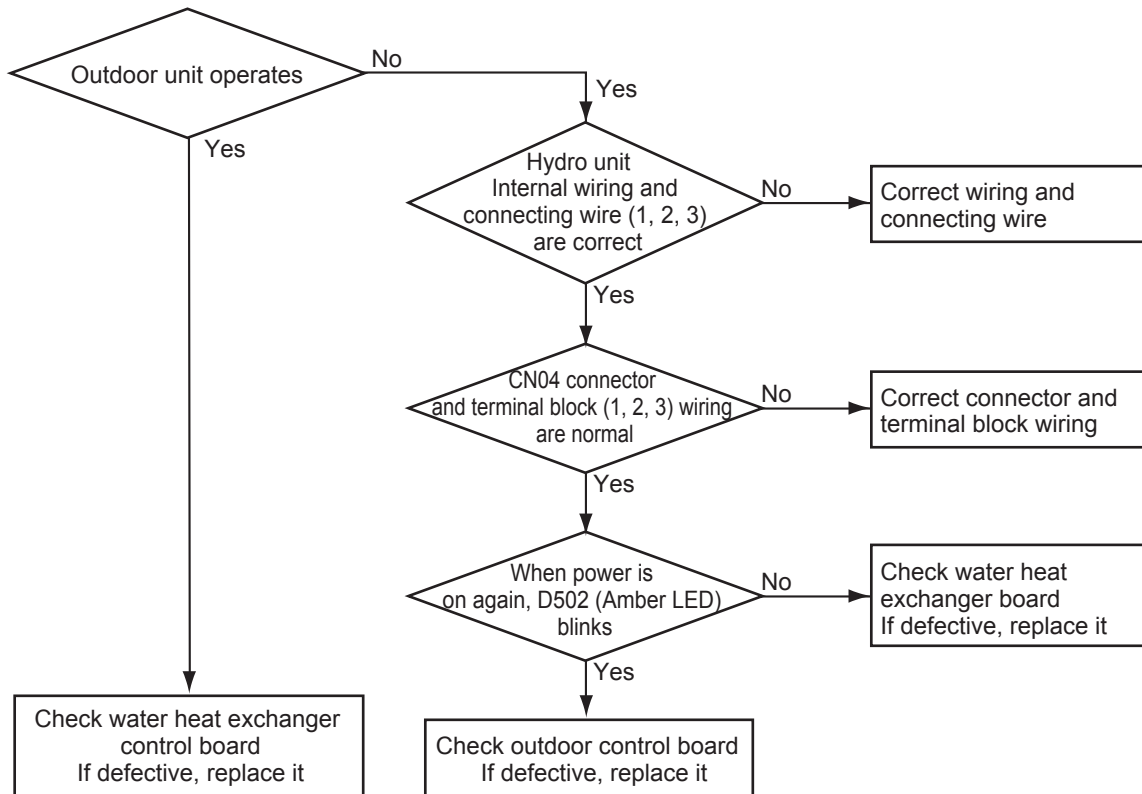 Outdoor unit operates
No
Yes
Yes
Hydro unit
Internal wiring and
connecting wire (1, 2, 3)
are correct
No
Correct wiring and
connecting wire
Yes
CN04 connector
and terminal block (1, 2, 3) wiring
are normal
No
Correct connector and
terminal block wiring
Yes
When power is
on again, D502 (Amber LED)
blinks
No
Check water heat
exchanger board
If defective, replace it
Yes
Check water heat exchanger
control board
If defective, replace it
Check outdoor control board
If defective, replace it